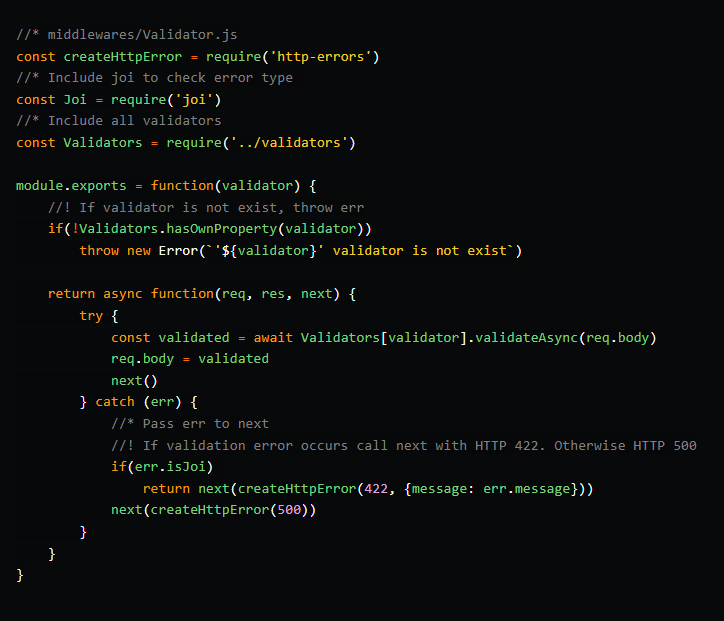 //* middlewares/Validator.js
const createHttpError = require('http-errors')
//* Include joi to check error type
const Joi = require('joi')
//* Include all validators
const Validators = require('../validators')

module.exports = function(validator) {
    //! If validator is not exist, throw err
    if(!Validators.hasOwnProperty(validator))
        throw new Error(`'${validator}' validator is not exist`)

    return async function(req, res, next) {
        try {
            const validated = await Validators[validator].validateAsync(req.body)
            req.body = validated
            next()
        } catch (err) {
            //* Pass err to next
            //! If validation error occurs call next with HTTP 422. Otherwise HTTP 500
            if(err.isJoi)
                return next(createHttpError(422, {message: err.message}))
            next(createHttpError(500))
        }
    }
}